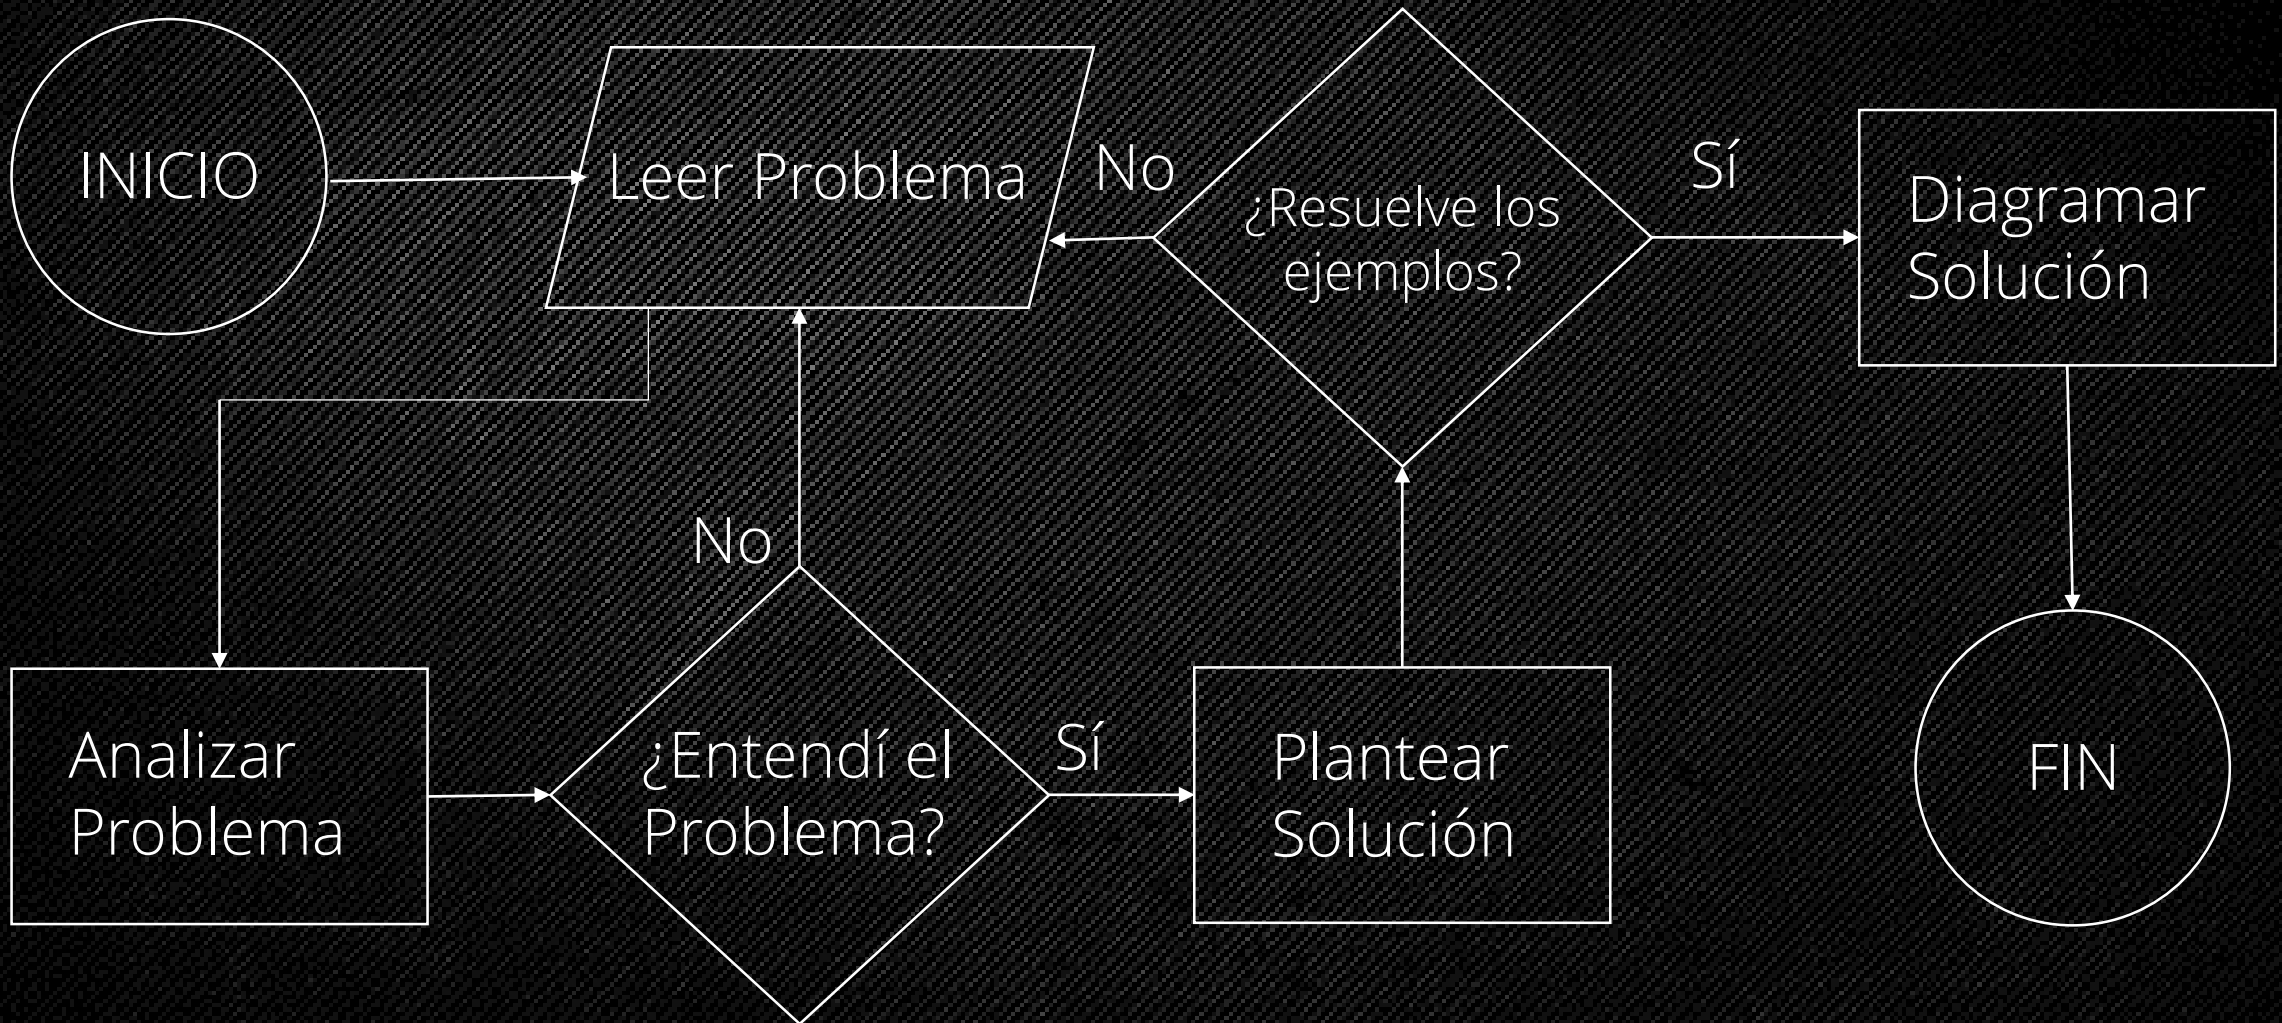 INICIO
Leer Problema
No
¿Resuelve los
ejemplos?
Sí
Diagramar
Solución
No
Analizar
Problema
¿Entendí el
Problema?
Sí
Plantear
Solución
FIN